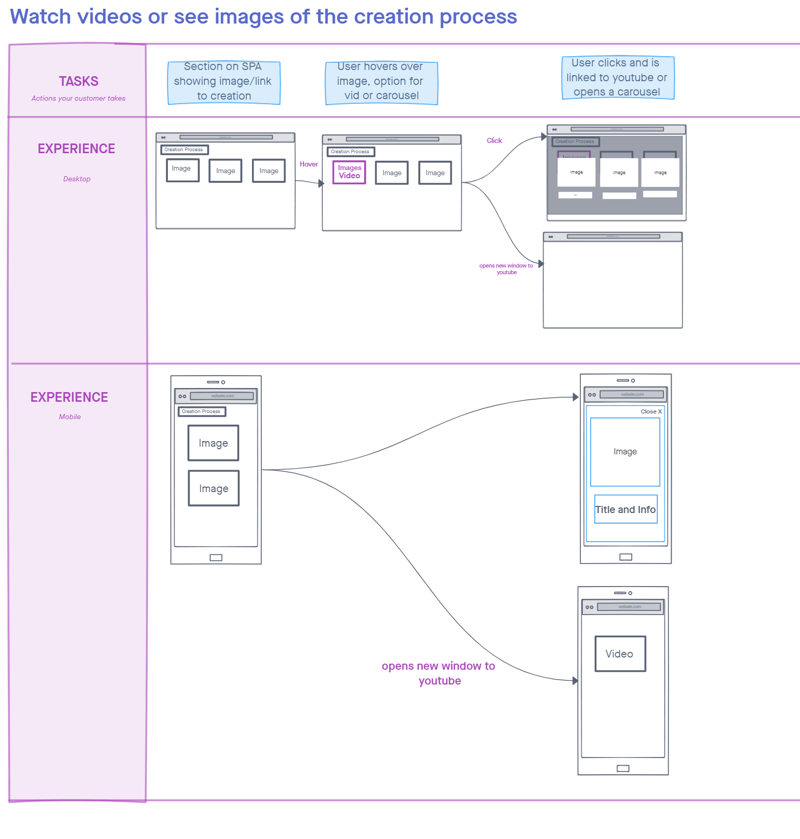 Watch videos or see images of the creation process
TASKS
Actions your customer takes
Section on SPA
showing image/link
to creation
User hovers over
image, option for
vid or carousel
User clicks and is
linked to youtube or
opens a carousel
EXPERIENCE
Desktop
Creation Process
Image
Image
Image
Hover
Creation Process
Images
Video
Image
Image
Click
Creation Process
Image
Image
Image
opens new window to
youtube
EXPERIENCE
Mobile
website.com
Creation Process
Image
Image
website.com
Close X
Image
Title and Info
opens new window to
youtube
website.com
Video